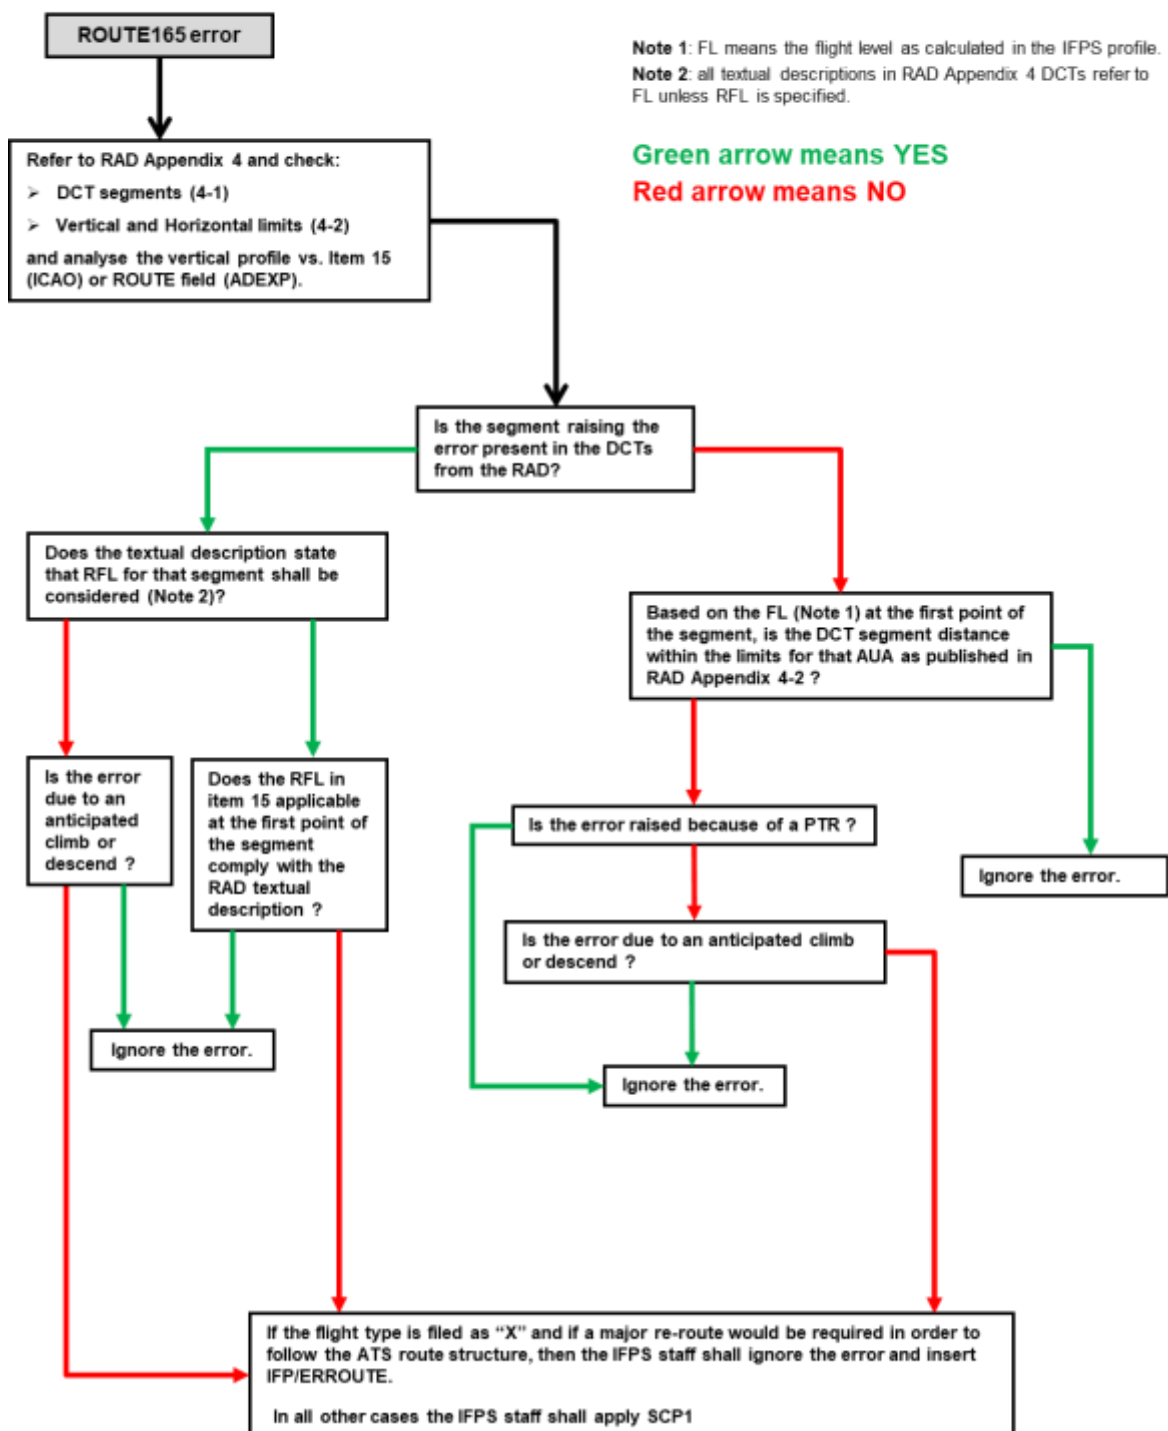 ROUTE165 error
Note 1: FL means the flight level as calculated in the IFPS profile.
Note 2: all textual descriptions in RAD Appendix 4 DCTs refer to
FL unless RFL is specified.
Green arrow means YES
Red arrow means NO
Refer to RAD Appendix 4 and check:
➢ DCT segments (4-1)
➢ Vertical and Horizontal limits (4-2)
and analyse the vertical profile vs. Item 15
(ICAO) or ROUTE field (ADEXP).
Is the segment raising the
error present in the DCTs
from the RAD?
Does the textual description state
that RFL for that segment shall be
considered (Note 2)?
Based on the FL (Note 1) at the first point of
the segment, is the DCT segment distance
within the limits for that AUA as published in
RAD Appendix 4-2 ?
Is the error
due to an
anticipated
climb or
descend ?
Does the RFL in
item 15 applicable
at the first point of
the segment
comply with the
RAD textual
description ?
Is the error raised because of a PTR ?
Ignore the error.
Is the error due to an anticipated climb
or descend ?
Ignore the error.
Ignore the error.
If the flight type is filed as “X” and if a major re-route would be required in order to
follow the ATS route structure, then the IFPS staff shall ignore the error and insert
IFP/ERROUTE.
In all other cases the IFPS staff shall apply SCP1